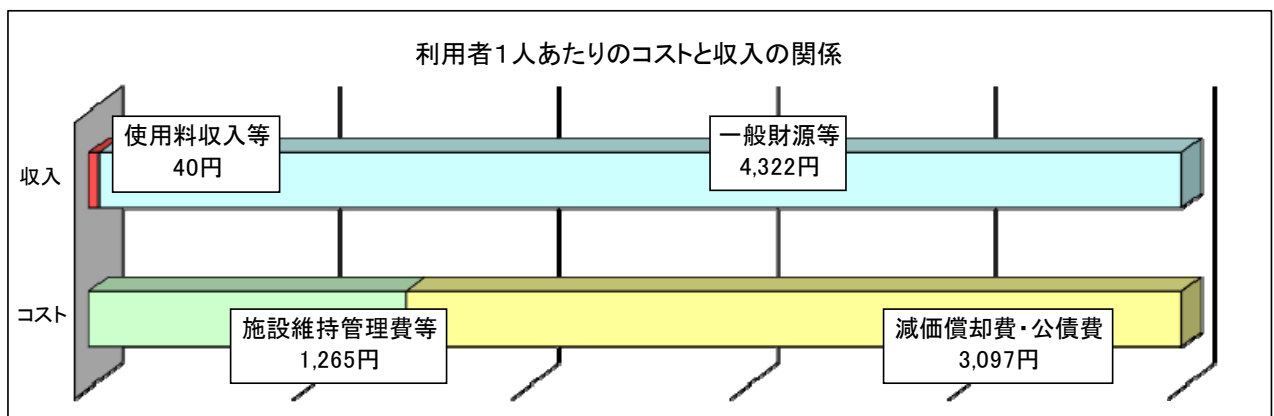 利用者１人あたりのコストと収入の関係
収入
使用料収入等
40円
一般財源等
4,322円
コスト
施設維持管理費等
1,265円
減価償却費・公債費
3,097円